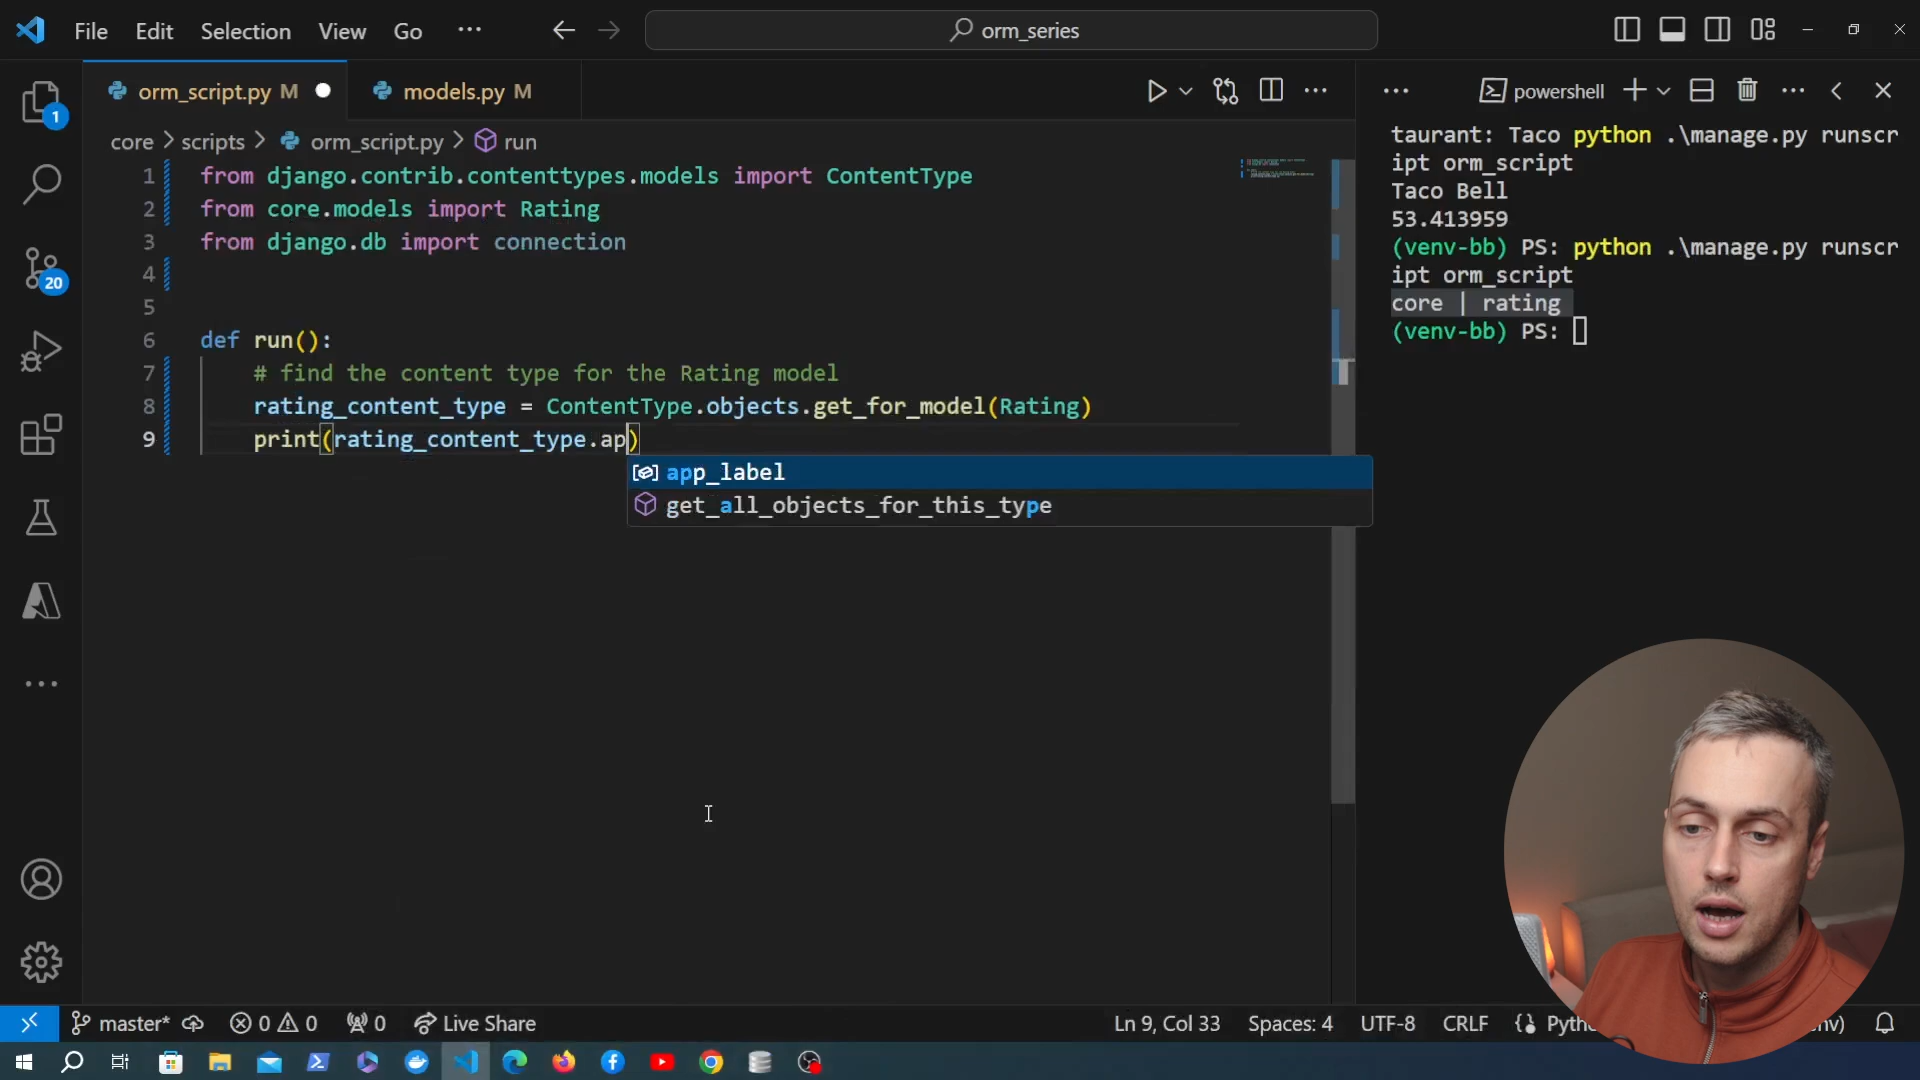 File Edit Selection View Go ··· orm_series
orm_script.py M models.py M
core > scripts > orm_script.py > run
1 from django.contrib.contenttypes.models import ContentType
2 from core.models import Rating
3 from django.db import connection
4
5
6 def run():
7 # find the content type for the Rating model
8 rating_content_type = ContentType.objects.get_for_model(Rating)
9 print(rating_content_type.ap)
app_label
get_all_objects_for_this_type
1
20
powershell
taurant: Taco python .\manage.py runscr
ipt orm_script
Taco Bell
53.413959
(venv-bb) PS: python .\manage.py runscr
ipt orm_script
core | rating
(venv-bb) PS:
master* 0 0 0 Live Share Ln 9, Col 33 Spaces: 4 UTF-8 CRLF